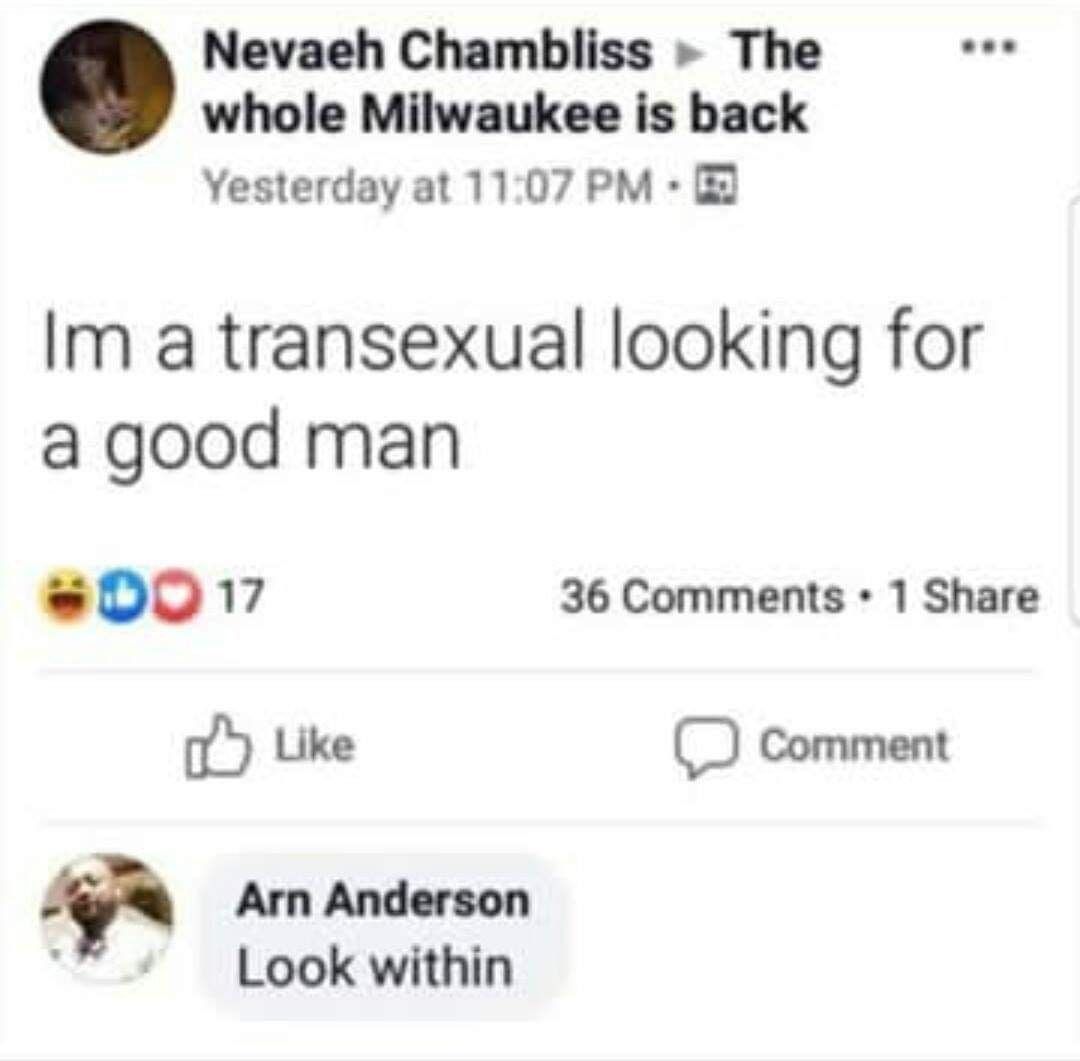 Nevaeh Chambliss ▸ The
whole Milwaukee is back
Yesterday at 11:07 PM •
Im a transexual looking for
a good man
17 36 Comments • 1 Share
Like Comment
Arn Anderson
Look within